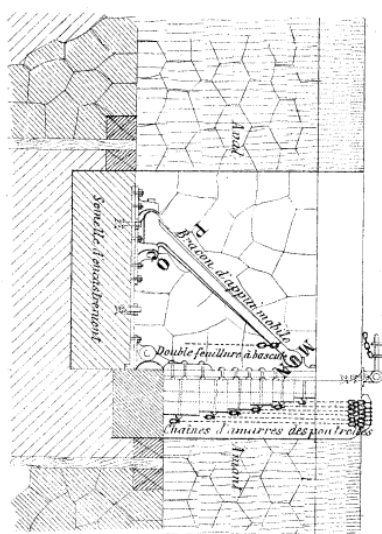 Aval
Semelle d'encastrement
Bracon d'appui mobile
P
G O
M' O' A'
C
Double feuillure à bascule
Chaînes d'amarres des poutrelles
Amont